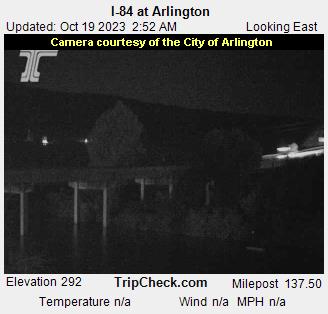 I-84 at Arlington
Updated: Oct 19 2023 2:52 AM Looking East
Camera courtesy of the City of Arlington
Elevation 292 TripCheck.com Milepost 137.50
Temperature n/a Wind n/a MPH n/a